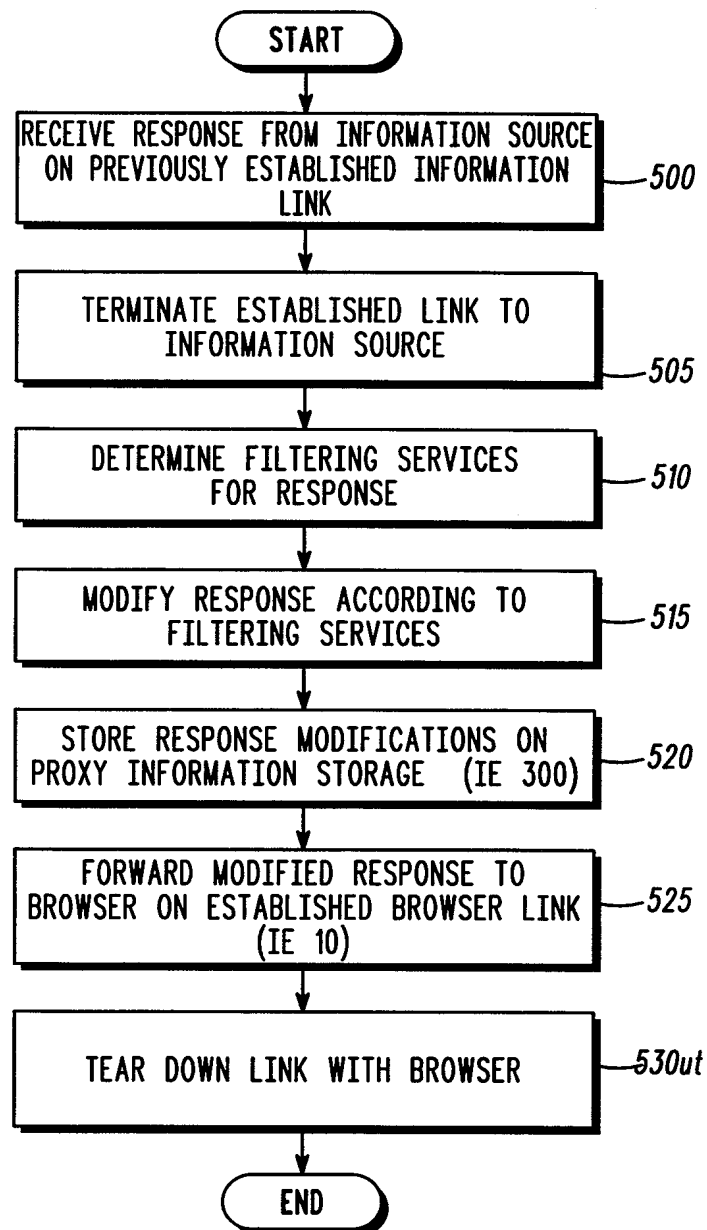 START
RECEIVE RESPONSE FROM INFORMATION SOURCE
ON PREVIOUSLY ESTABLISHED INFORMATION
LINK
500
TERMINATE ESTABLISHED LINK TO
INFORMATION SOURCE
505
DETERMINE FILTERING SERVICES
FOR RESPONSE
510
MODIFY RESPONSE ACCORDING TO
FILTERING SERVICES
515
STORE RESPONSE MODIFICATIONS ON
PROXY INFORMATION STORAGE (IE 300)
520
FORWARD MODIFIED RESPONSE TO
BROWSER ON ESTABLISHED BROWSER LINK
(IE 10)
525
TEAR DOWN LINK WITH BROWSER
530ut
END